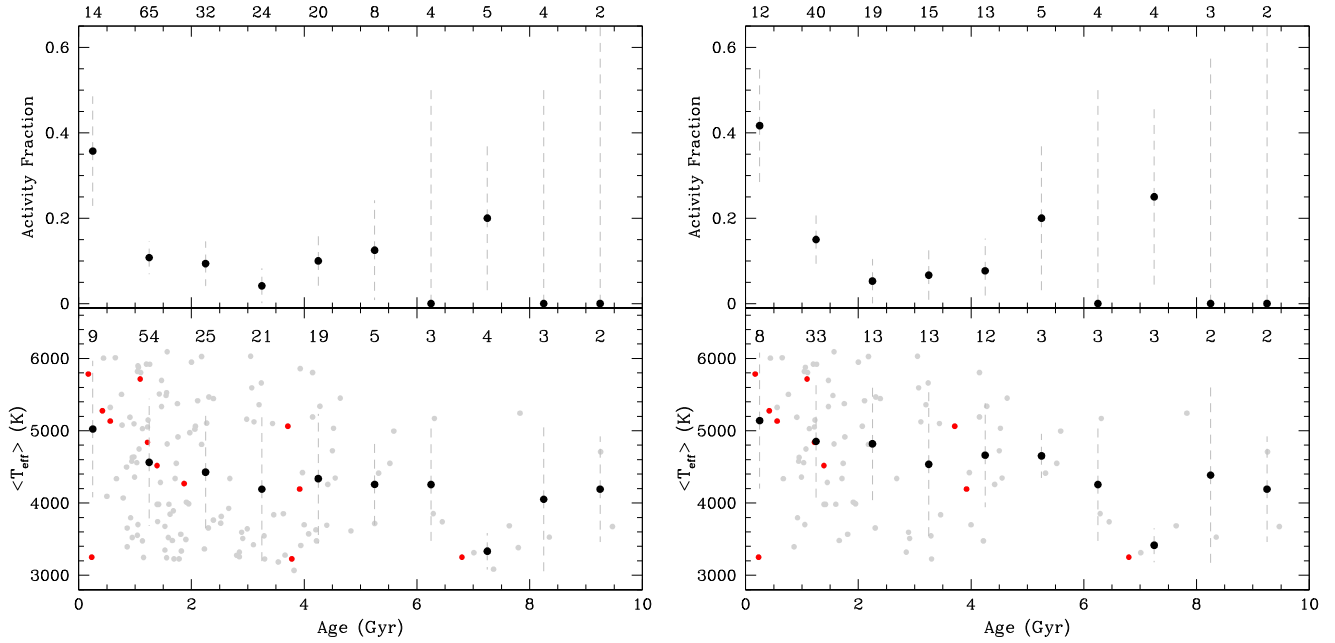 14 65 32 24 20 8 4 5 4 2
0.6
0.4
0.2
0
Activity Fraction
9 54 25 21 19 5 3 4 3 2
6000
5000
4000
3000
<T_eff> (K)
0 2 4 6 8 10
Age (Gyr)
12 40 19 15 13 5 4 4 3 2
0.6
0.4
0.2
0
Activity Fraction
8 33 13 13 12 3 3 3 2 2
6000
5000
4000
3000
<T_eff> (K)
0 2 4 6 8 10
Age (Gyr)